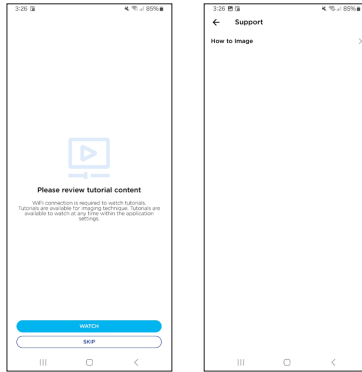 3:26 85%
Please review tutorial content
WiFi connection is required to watch tutorials.
Tutorials are available for imaging technique. Tutorials are
available to watch at any time within the application
settings.
WATCH
SKIP
3:26 85%
Support
How to Image